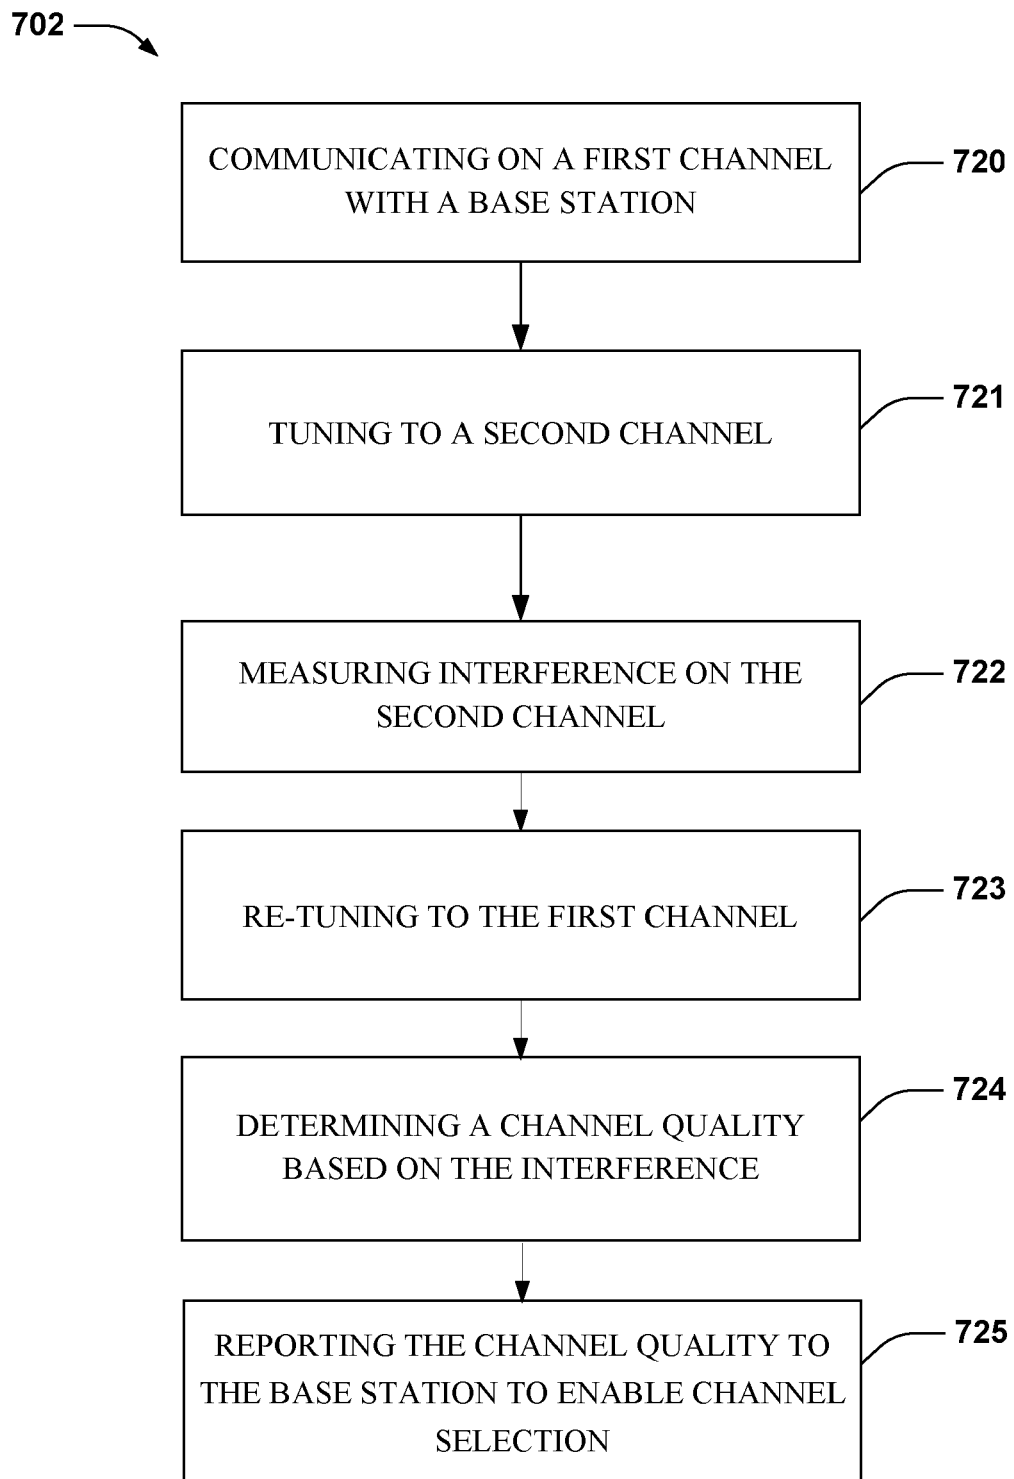 702
COMMUNICATING ON A FIRST CHANNEL
WITH A BASE STATION
720
TUNING TO A SECOND CHANNEL
721
MEASURING INTERFERENCE ON THE
SECOND CHANNEL
722
RE-TUNING TO THE FIRST CHANNEL
723
DETERMINING A CHANNEL QUALITY
BASED ON THE INTERFERENCE
724
REPORTING THE CHANNEL QUALITY TO
THE BASE STATION TO ENABLE CHANNEL
SELECTION
725